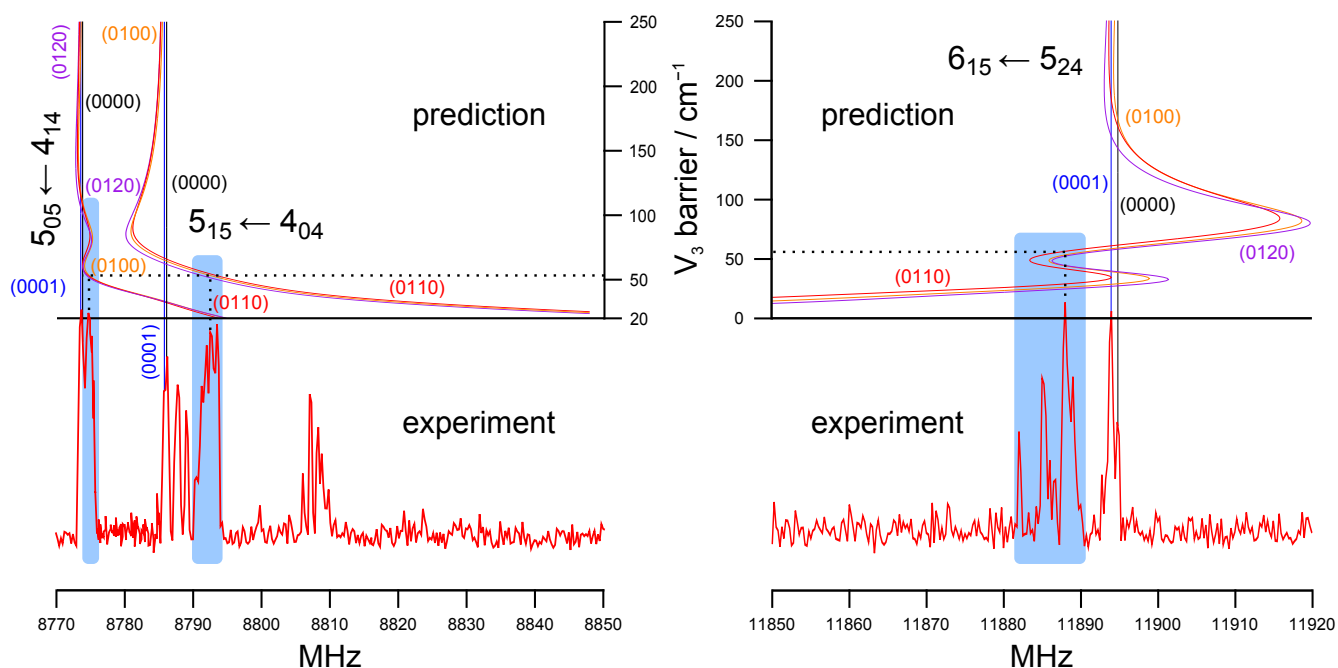 (0120)
(0100)
(0000)
prediction
5₀₅ ← 4₁₄
(0120)
(0000)
5₁₅ ← 4₀₄
(0100)
(0001)
(0110)
(0110)
(0001)
experiment
250
200
150
100
50
20
8770 8780 8790 8800 8810 8820 8830 8840 8850
MHz
V₃ barrier / cm⁻¹
250
200
150
100
50
0
6₁₅ ← 5₂₄
prediction
(0100)
(0001)
(0000)
(0120)
(0110)
experiment
11850 11860 11870 11880 11890 11900 11910 11920
MHz